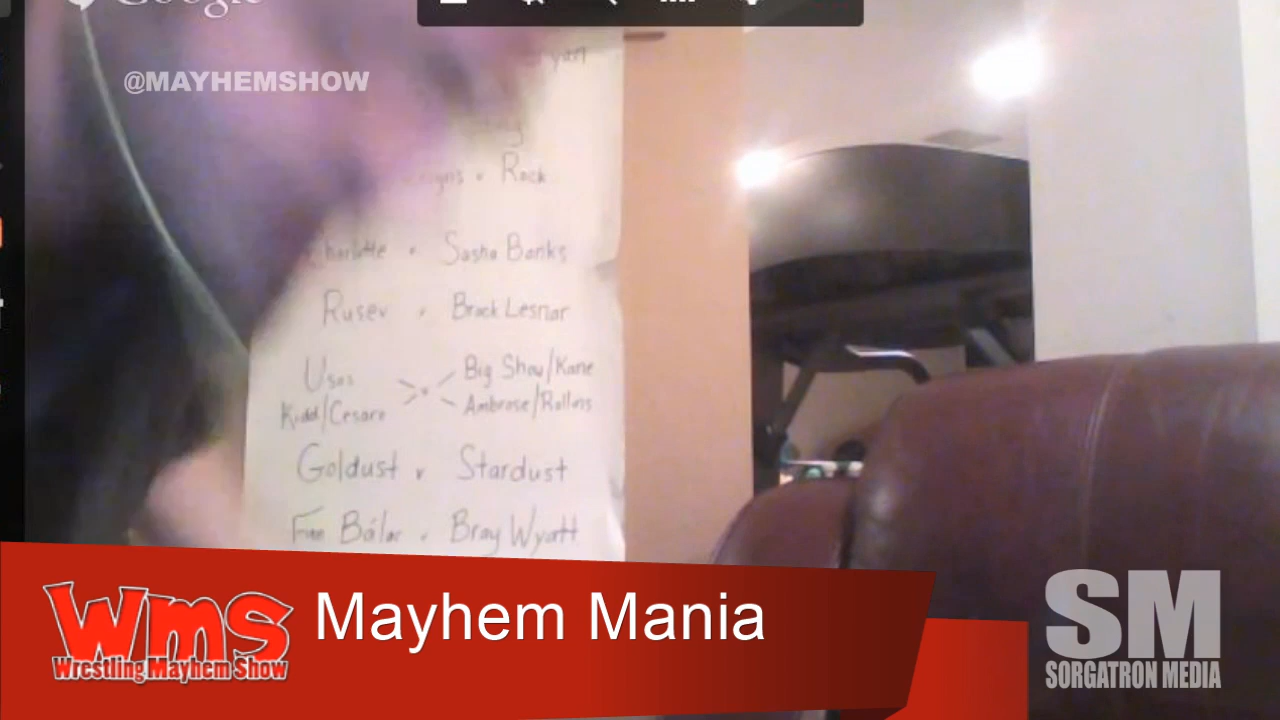 Google
@MAYHEMSHOW
Rock
Charlotte v Sasha Banks
Rusev v Brock Lesnar
Usos Big Show/Kane
Kidd/Cesaro v Ambrose/Rollins
Goldust v Stardust
Finn Bálor v Bray Wyatt
Wms
Wrestling Mayhem Show
Mayhem Mania
SM
SORGATRON MEDIA